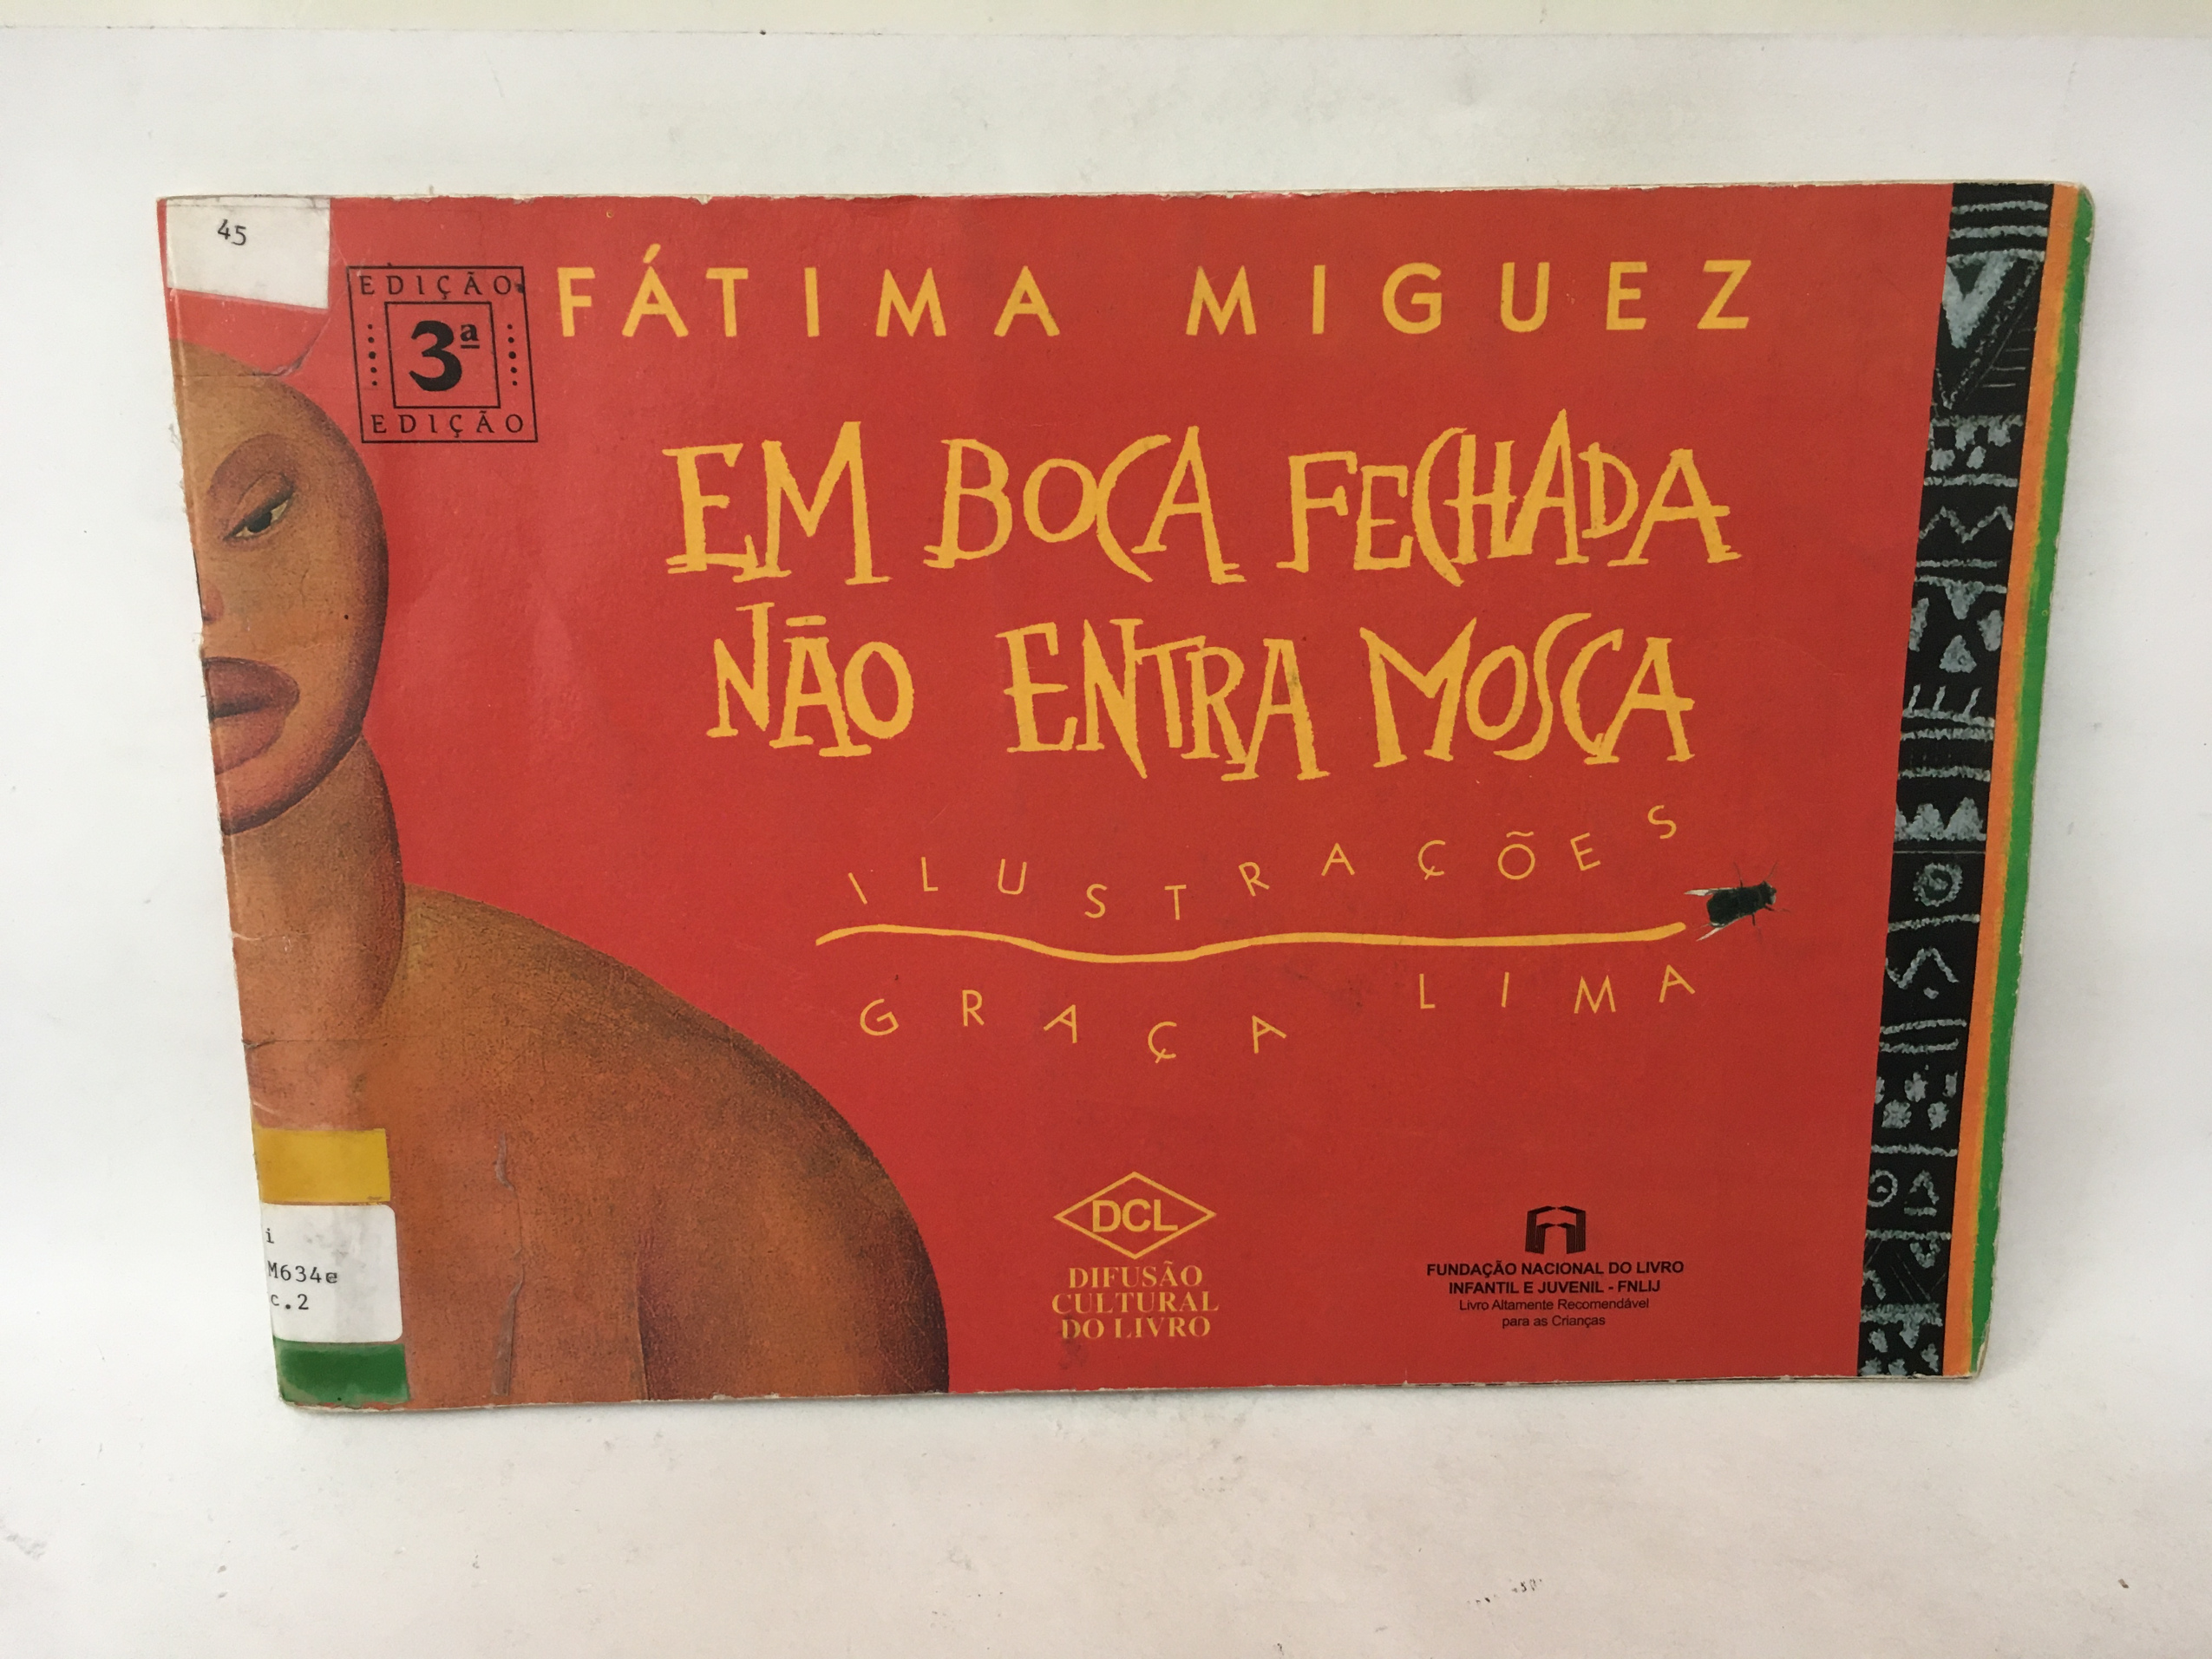 45
EDIÇÃO
3ª
EDIÇÃO
FÁTIMA MIGUEZ
EM BOCA FECHADA
NÃO ENTRA MOSCA
ILUSTRAÇÕES
GRAÇA LIMA
i
M634e
c.2
DCL
DIFUSÃO
CULTURAL
DO LIVRO
FUNDAÇÃO NACIONAL DO LIVRO
INFANTIL E JUVENIL - FNLIJ
Livro Altamente Recomendável
para as Crianças